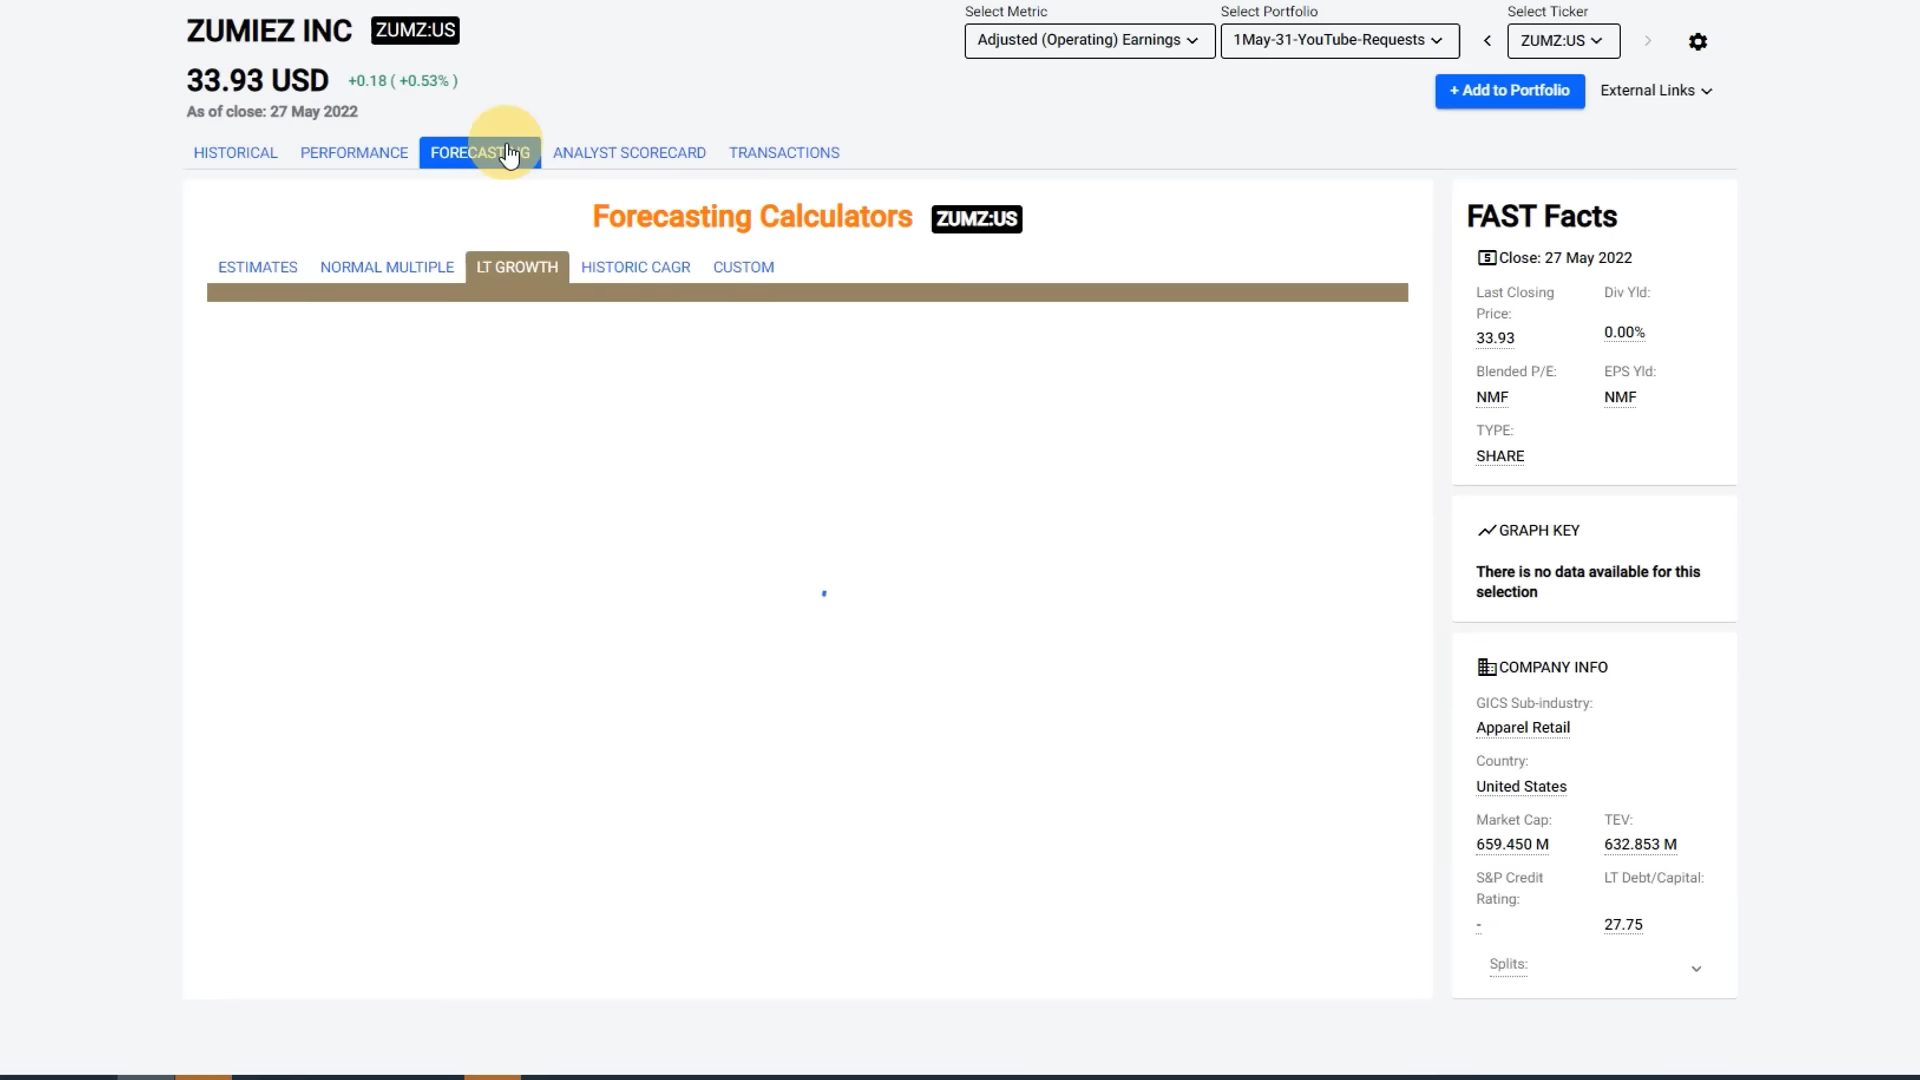 ZUMIEZ INC ZUMZ:US
33.93 USD +0.18 ( +0.53% )
As of close: 27 May 2022
Select Metric
Adjusted (Operating) Earnings
Select Portfolio
1May-31-YouTube-Requests
Select Ticker
ZUMZ:US
+ Add to Portfolio
External Links
HISTORICAL PERFORMANCE FORECASTING ANALYST SCORECARD TRANSACTIONS
Forecasting Calculators ZUMZ:US
ESTIMATES NORMAL MULTIPLE LT GROWTH HISTORIC CAGR CUSTOM
FAST Facts
Close: 27 May 2022
Last Closing
Price:
33.93
Div Yld:
0.00%
Blended P/E:
NMF
EPS Yld:
NMF
TYPE:
SHARE
GRAPH KEY
There is no data available for this
selection
COMPANY INFO
GICS Sub-industry:
Apparel Retail
Country:
United States
Market Cap:
659.450 M
TEV:
632.853 M
S&P Credit
Rating:
-
LT Debt/Capital:
27.75
Splits: